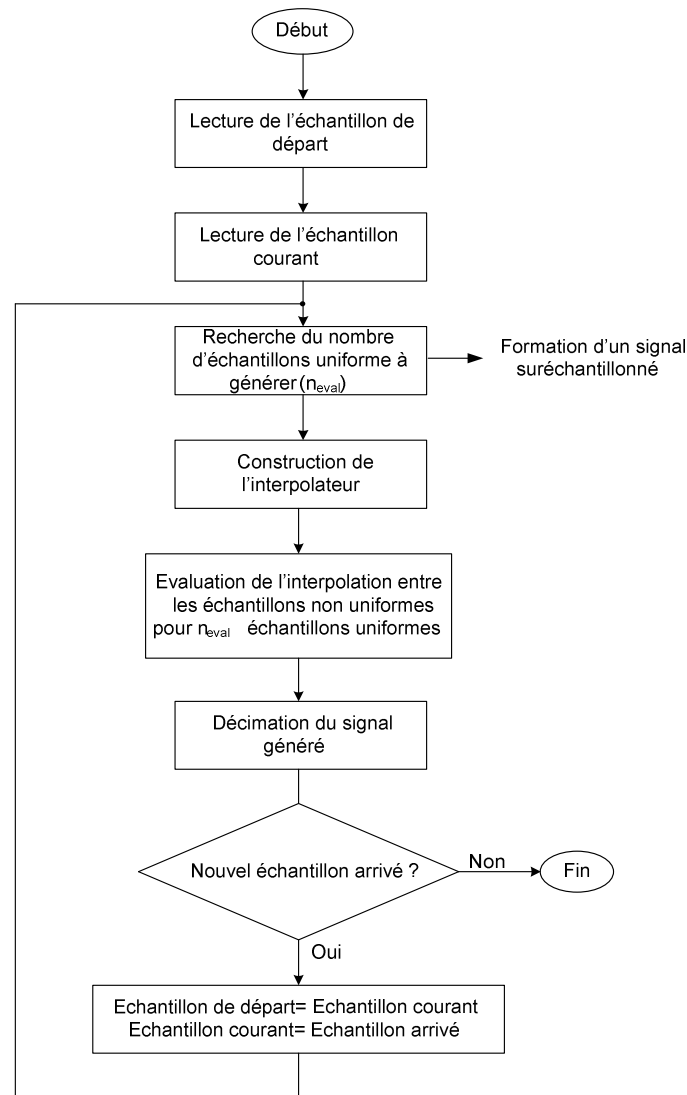 Début
Lecture de l'échantillon de
départ
Lecture de l'échantillon
courant
Recherche du nombre
d'échantillons uniforme à
générer (neval)
Formation d'un signal
suréchantillonné
Construction de
l'interpolateur
Evaluation de l'interpolation entre
les échantillons non uniformes
pour neval échantillons uniformes
Décimation du signal
généré
Nouvel échantillon arrivé ?
Non
Fin
Oui
Echantillon de départ= Echantillon courant
Echantillon courant= Echantillon arrivé